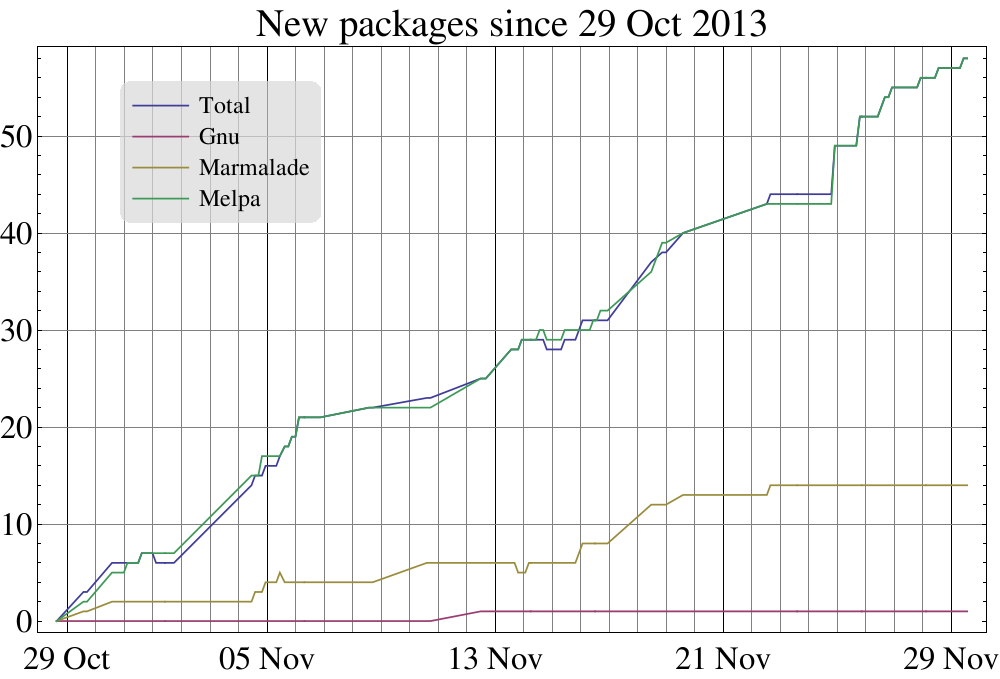 New packages since 29 Oct 2013
Total
Gnu
Marmalade
Melpa
50
40
30
20
10
0
29 Oct 05 Nov 13 Nov 21 Nov 29 Nov